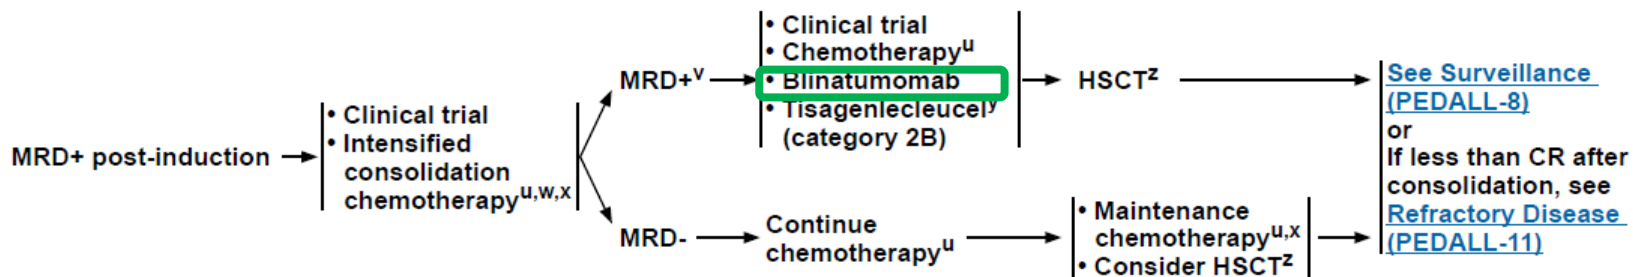 MRD+ post-induction
• Clinical trial
• Intensified
consolidation
chemotherapyᵘ,ʷ,ˣ
MRD+ᵛ
• Clinical trial
• Chemotherapyᵘ
• Blinatumomab
• Tisagenlecleucelʸ
(category 2B)
HSCTᶻ
MRD-
Continue
chemotherapyᵘ
• Maintenance
chemotherapyᵘ,ˣ
• Consider HSCTᶻ
See Surveillance
(PEDALL-8)
or
If less than CR after
consolidation, see
Refractory Disease
(PEDALL-11)